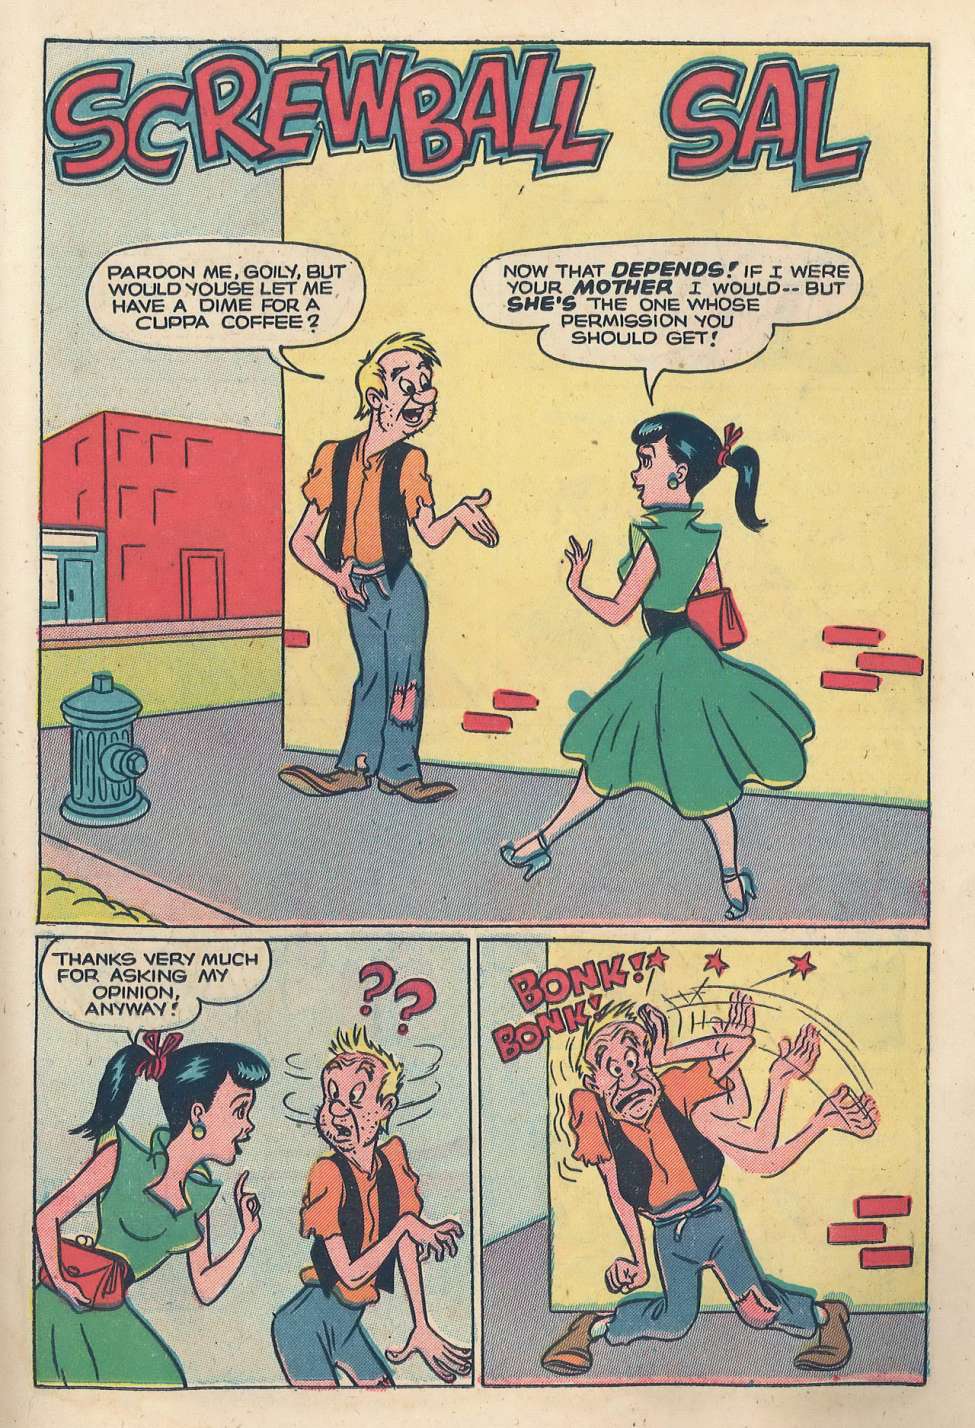 SCREWBALL SAL
PARDON ME, GOILY, BUT
WOULD YOUSE LET ME
HAVE A DIME FOR A
CUPPA COFFEE?
NOW THAT DEPENDS! IF I WERE
YOUR MOTHER I WOULD--BUT
SHE'S THE ONE WHOSE
PERMISSION YOU
SHOULD GET!
THANKS VERY MUCH
FOR ASKING MY
OPINION,
ANYWAY!
??
BONK!
BONK!